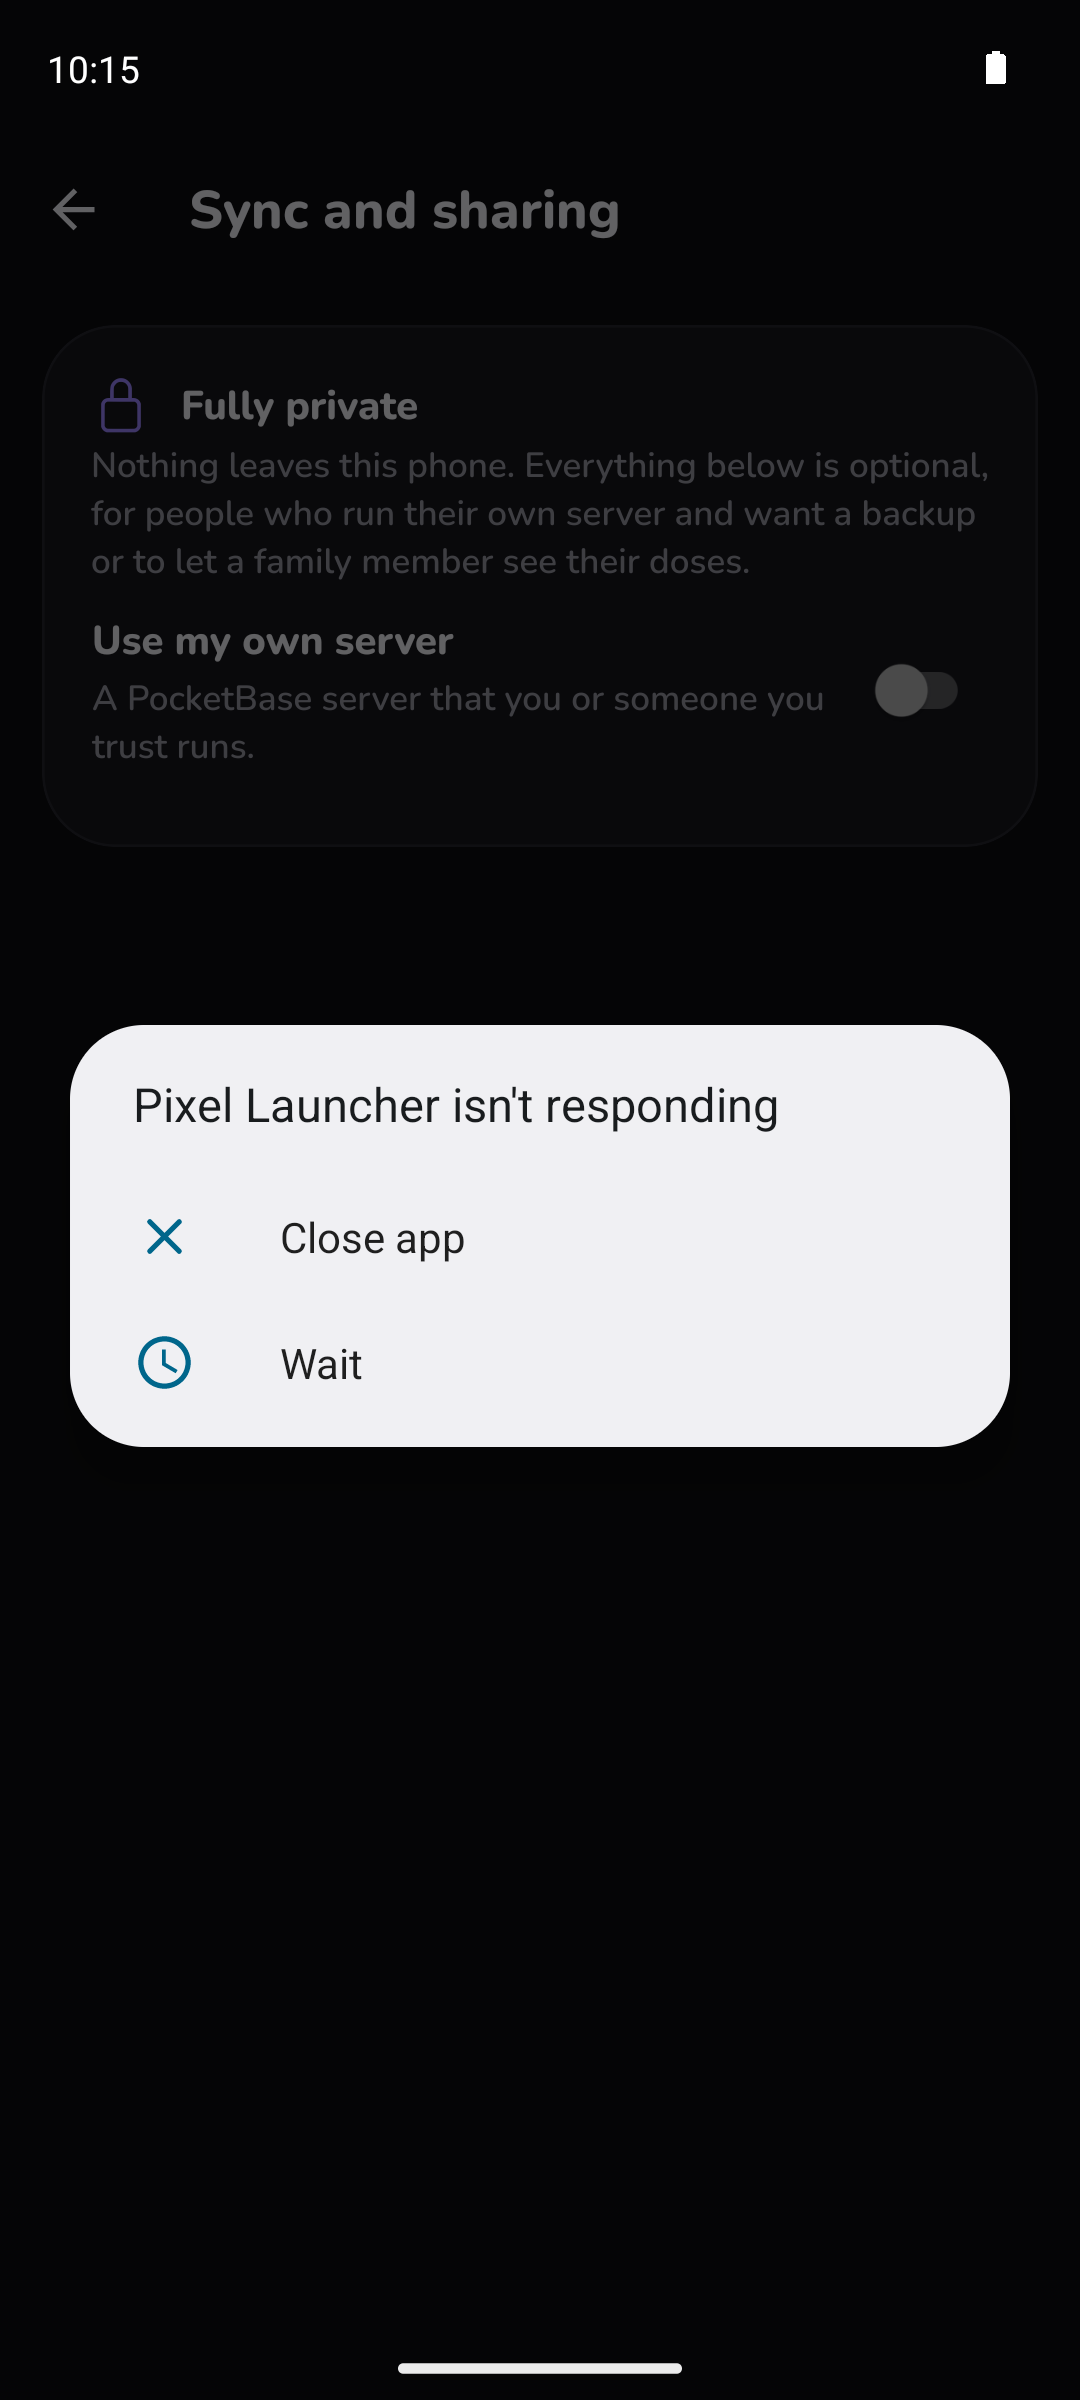 10:15
Sync and sharing
Fully private
Nothing leaves this phone. Everything below is optional,
for people who run their own server and want a backup
or to let a family member see their doses.
Use my own server
A PocketBase server that you or someone you
trust runs.
Pixel Launcher isn't responding
Close app
Wait